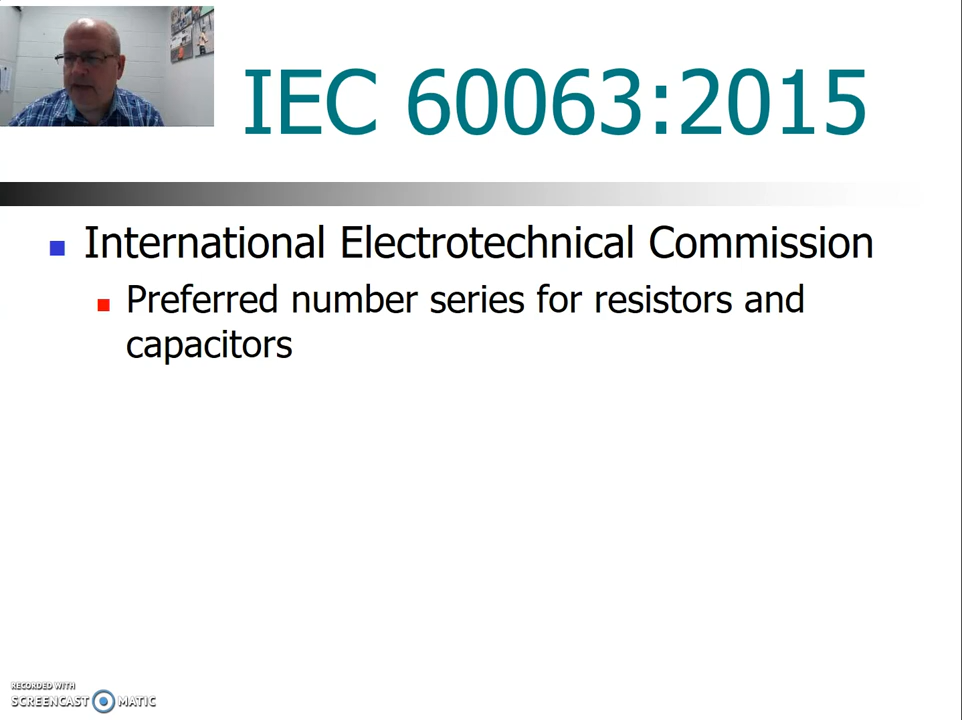 IEC 60063:2015
International Electrotechnical Commission
Preferred number series for resistors and
capacitors
RECORDED WITH
SCREENCAST MATIC